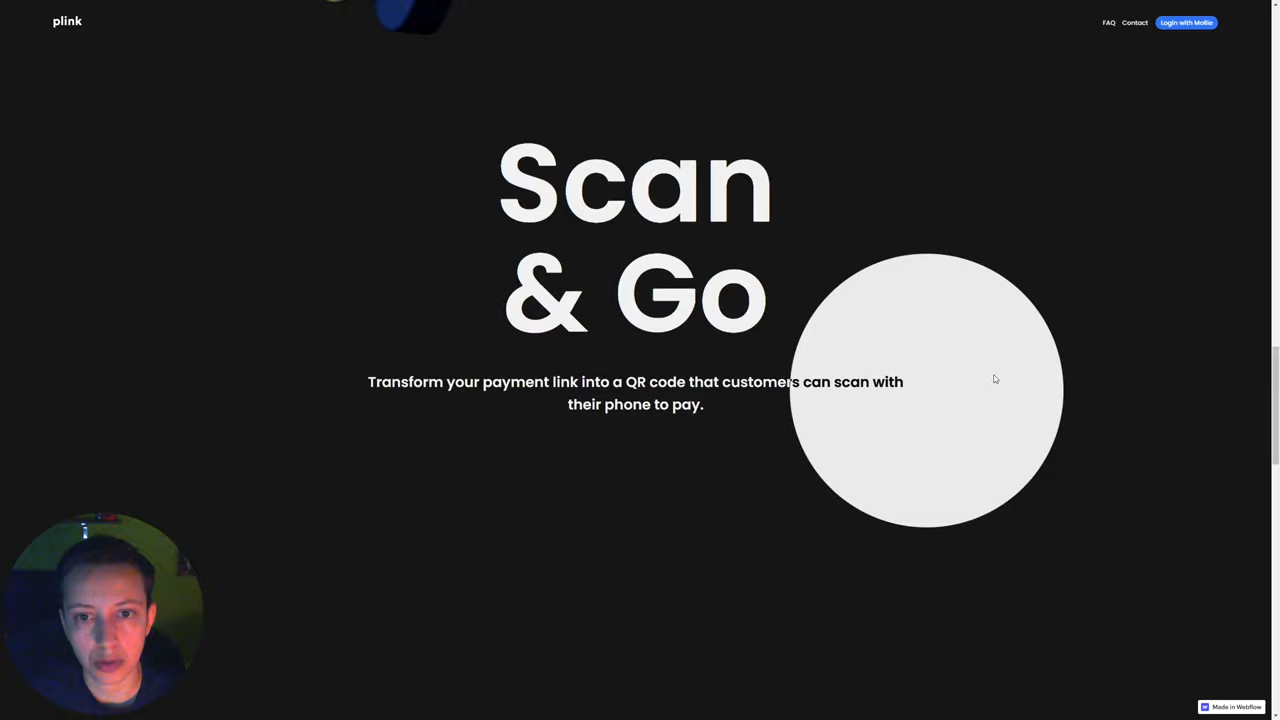 plink
FAQ Contact Login with Mollie
Scan
& Go
Transform your payment link into a QR code that customers can scan with
their phone to pay.
Made in Webflow